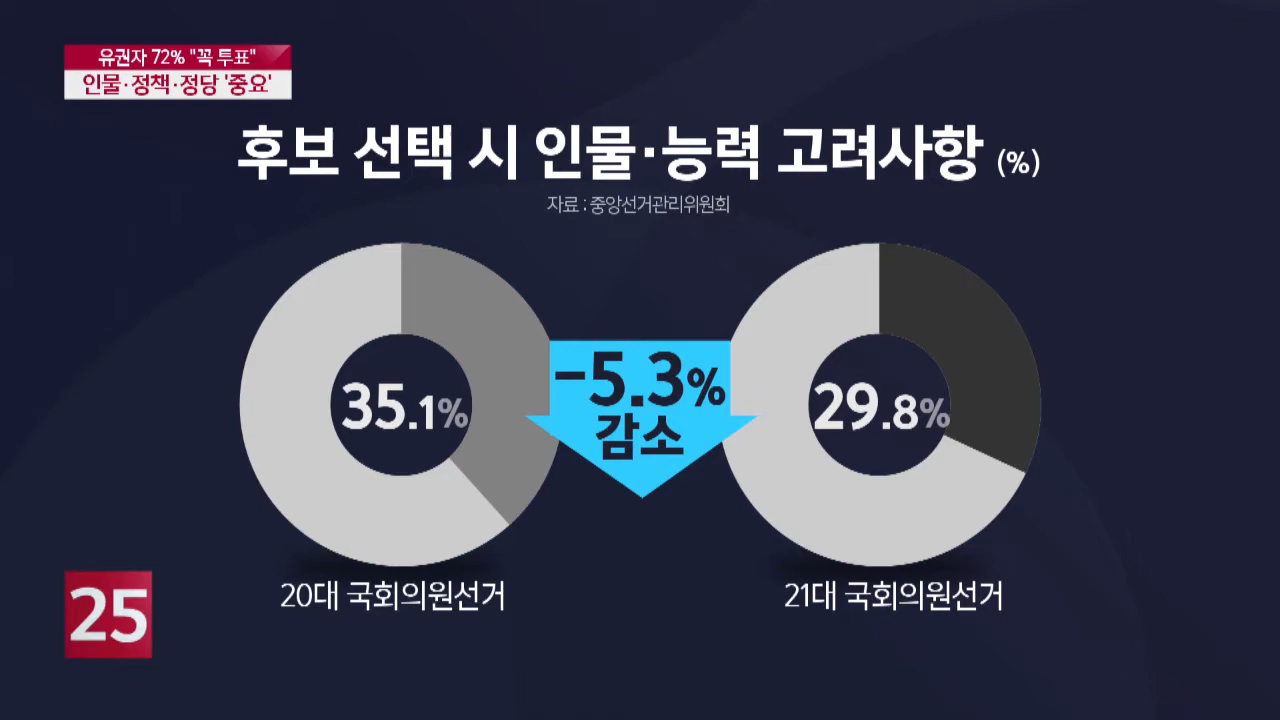 유권자 72% "꼭 투표"
인물·정책·정당 '중요'
후보 선택 시 인물·능력 고려사항 (%)
자료 : 중앙선거관리위원회
35.1%
-5.3%
감소
29.8%
20대 국회의원선거
21대 국회의원선거
25